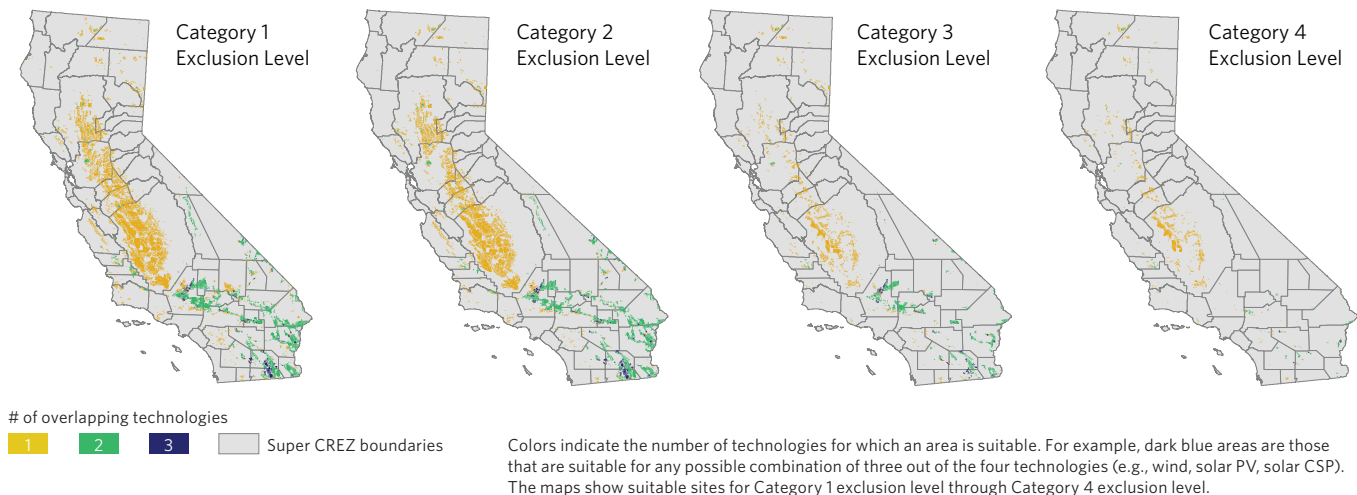 Category 1
Exclusion Level
Category 2
Exclusion Level
Category 3
Exclusion Level
Category 4
Exclusion Level
# of overlapping technologies
1 2 3 Super CREZ boundaries
Colors indicate the number of technologies for which an area is suitable. For example, dark blue areas are those
that are suitable for any possible combination of three out of the four technologies (e.g., wind, solar PV, solar CSP).
The maps show suitable sites for Category 1 exclusion level through Category 4 exclusion level.